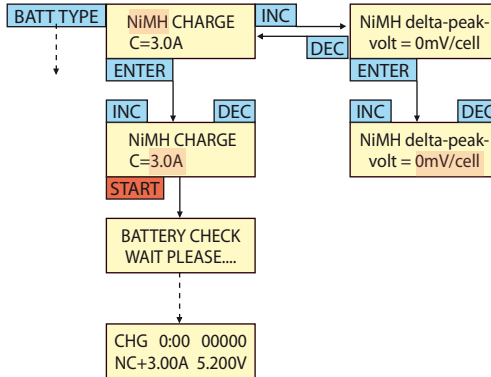 BATT TYPE
NiMH CHARGE
C=3.0A
INC
DEC
NiMH delta-peak-
volt = 0mV/cell
ENTER
ENTER
INC
DEC
NiMH CHARGE
C=3.0A
INC
DEC
NiMH delta-peak-
volt = 0mV/cell
START
BATTERY CHECK
WAIT PLEASE....
CHG 0:00 00000
NC+3.00A 5.200V